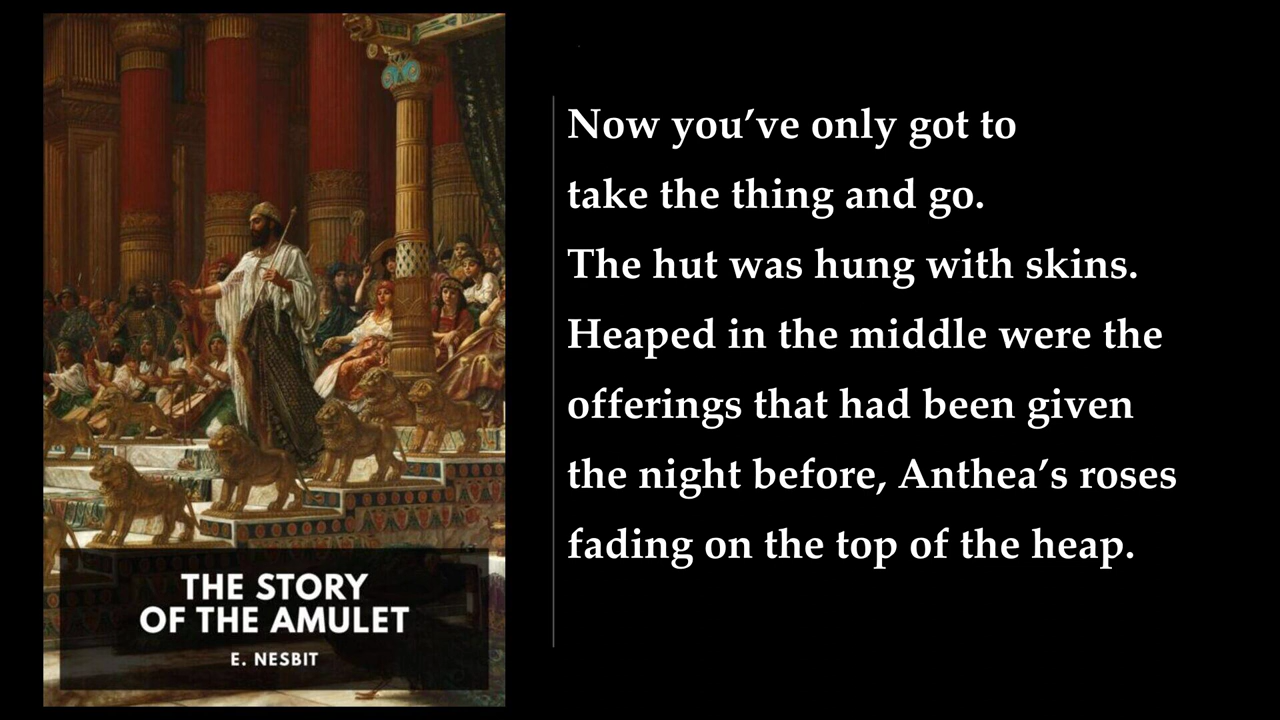 THE STORY
OF THE AMULET
E. NESBIT
Now you’ve only got to
take the thing and go.
The hut was hung with skins.
Heaped in the middle were the
offerings that had been given
the night before, Anthea’s roses
fading on the top of the heap.